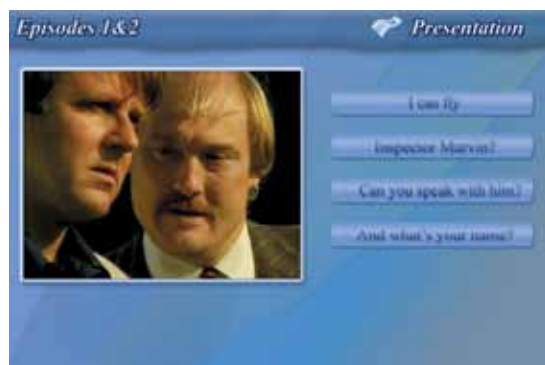 Episodes 1&2
Presentation
I can fly
Inspector Marvin?
Can you speak with him?
And what's your name?